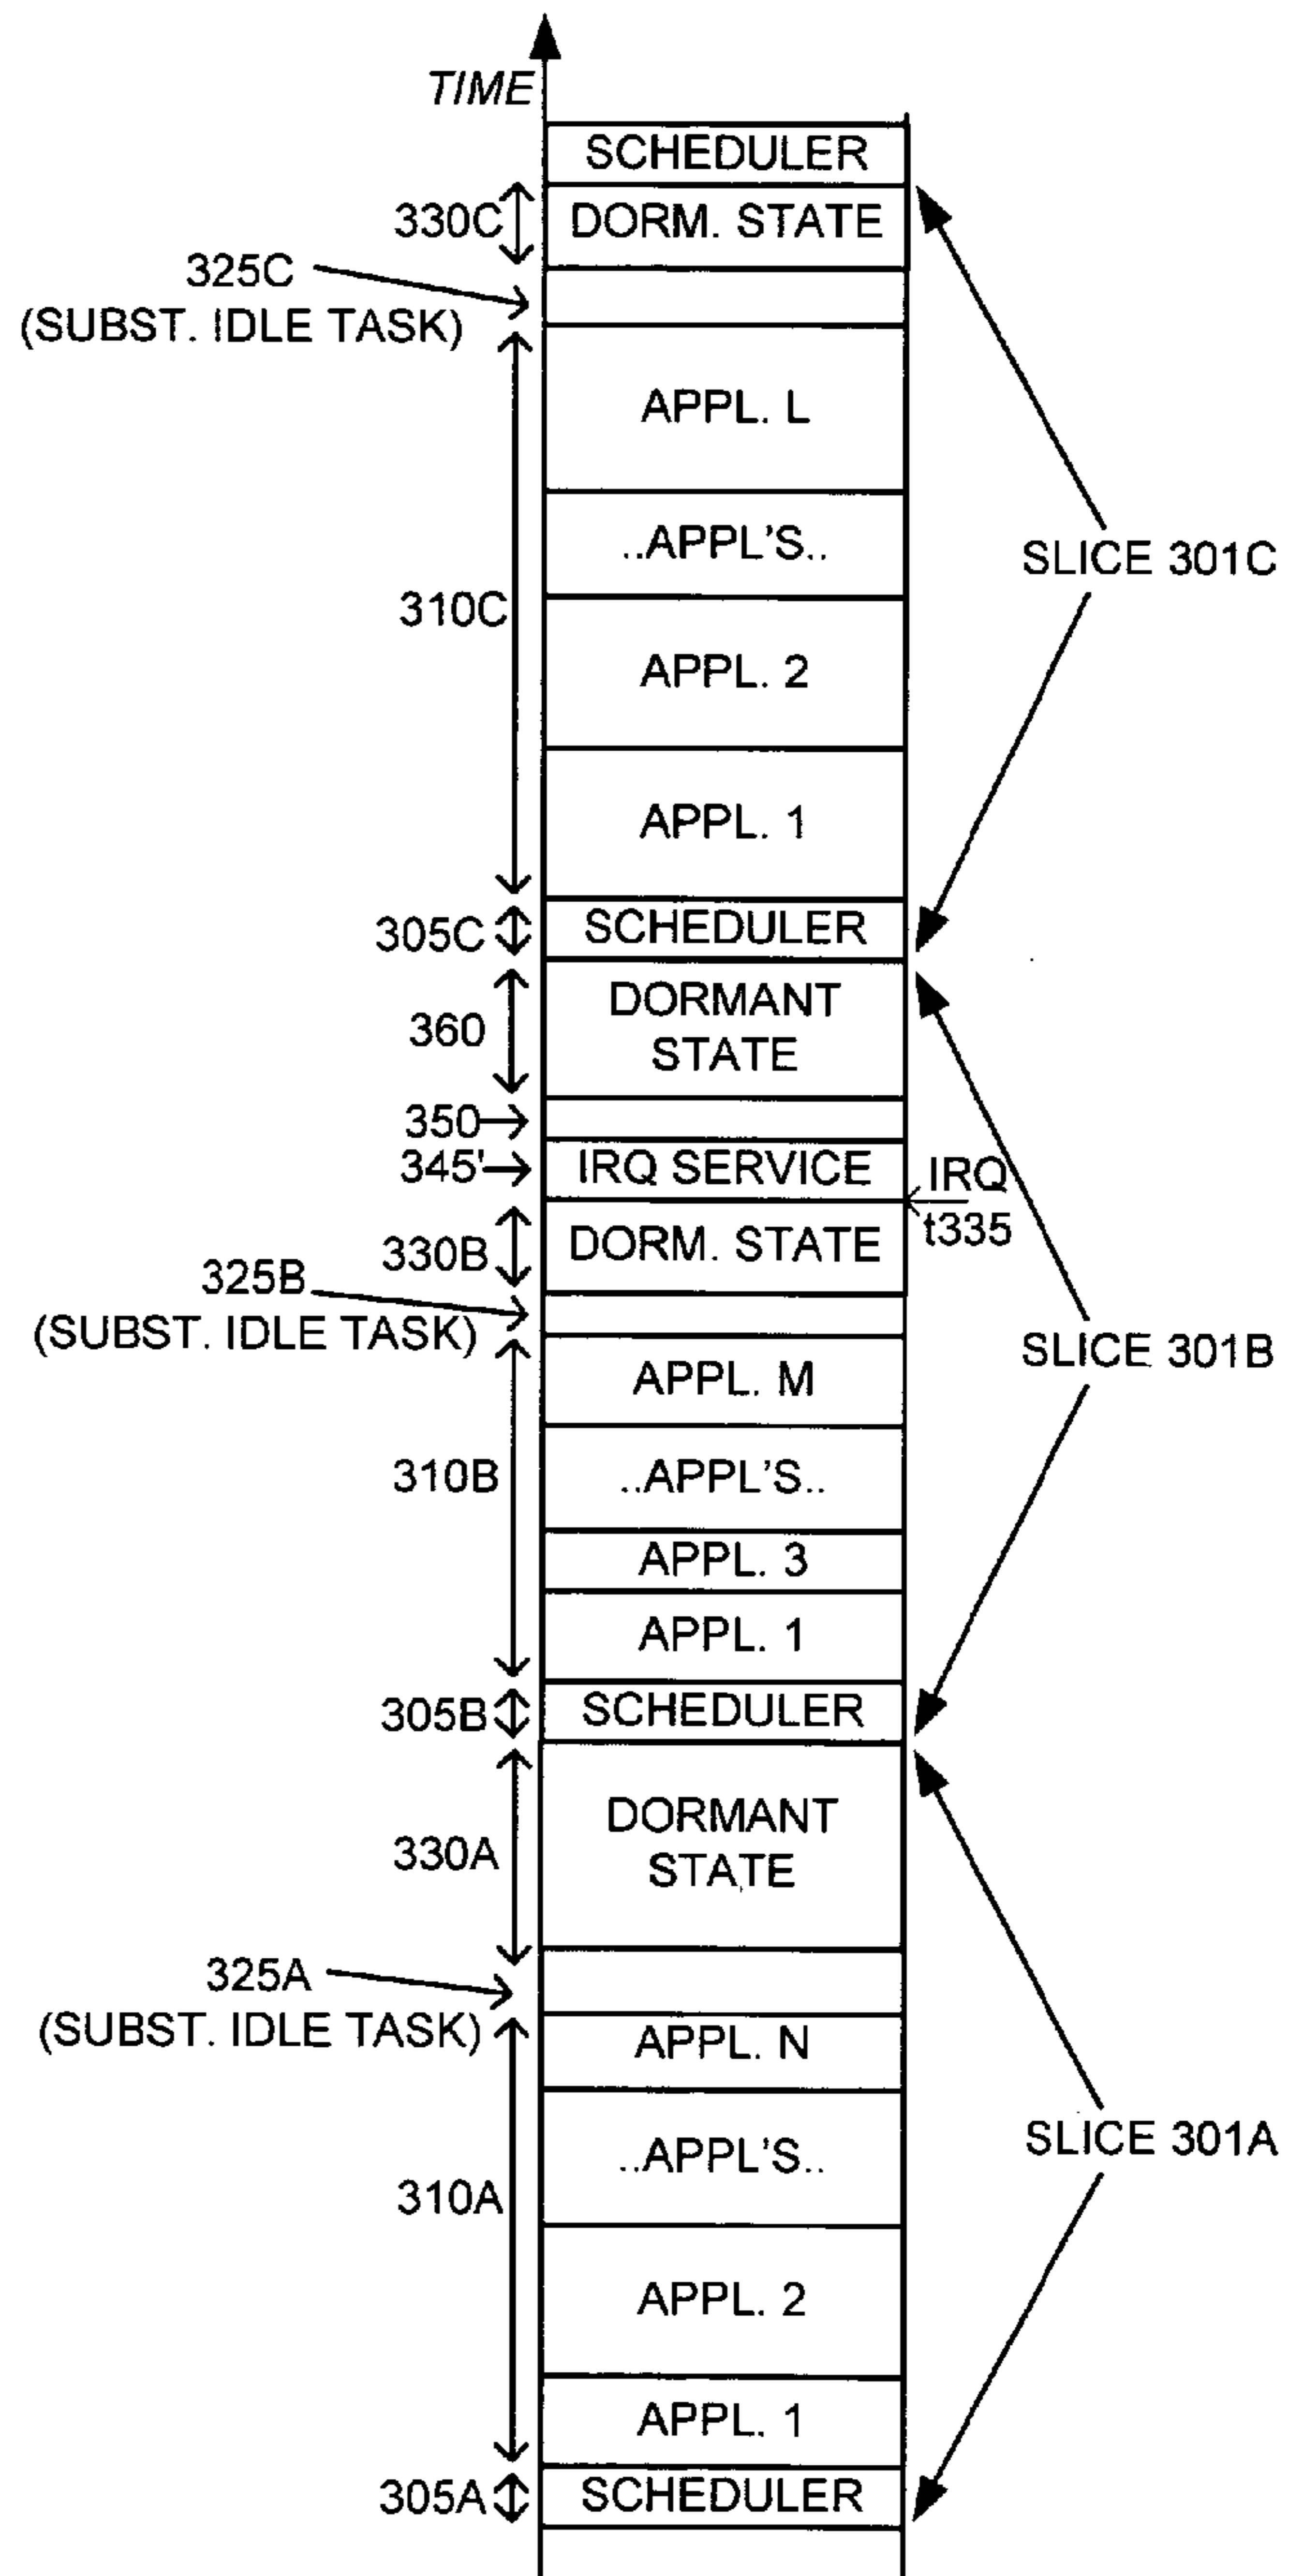 TIME
SCHEDULER
330C
DORM. STATE
325C
(SUBST. IDLE TASK)
APPL. L
..APPL'S..
SLICE 301C
310C
APPL. 2
APPL. 1
305C
SCHEDULER
360
DORMANT
STATE
350
345'
IRQ SERVICE
IRQ
t335
330B
DORM. STATE
325B
(SUBST. IDLE TASK)
SLICE 301B
APPL. M
310B
..APPL'S..
APPL. 3
APPL. 1
305B
SCHEDULER
330A
DORMANT
STATE
325A
(SUBST. IDLE TASK)
APPL. N
SLICE 301A
..APPL'S..
310A
APPL. 2
APPL. 1
305A
SCHEDULER